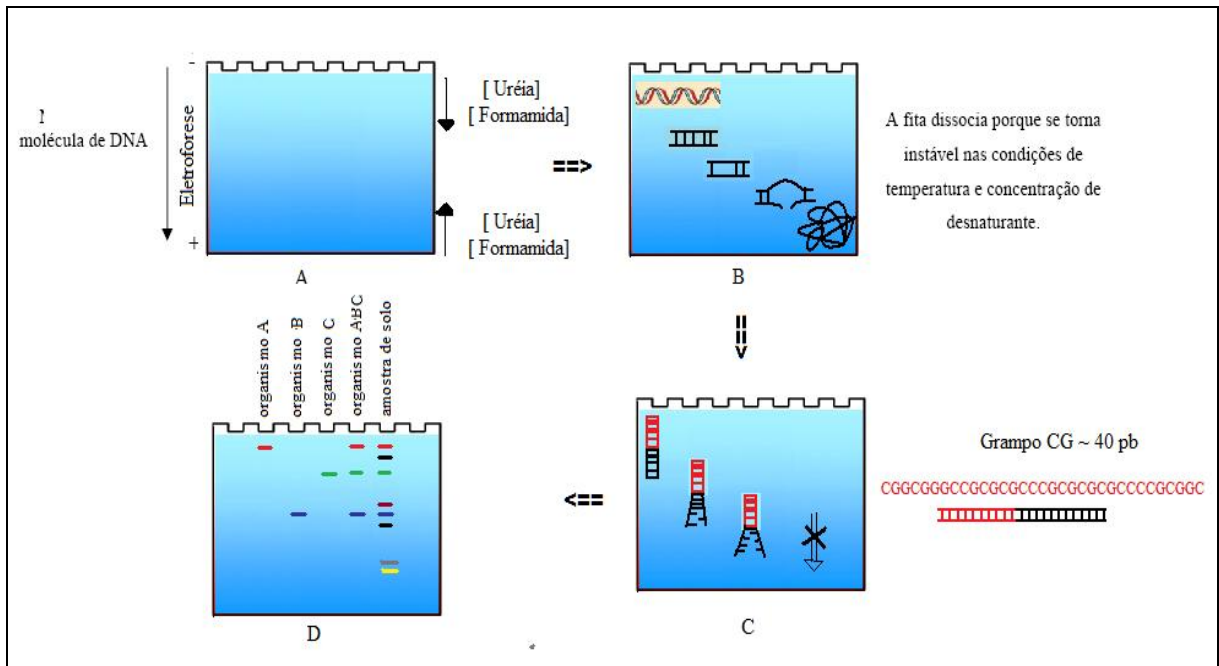 -
[ Uréia]
[ Formamida]
molécula de DNA
Eletroforese
[ Uréia]
[ Formamida]
+
A
==>
B
A fita dissocia porque se torna
instável nas condições de
temperatura e concentração de
desnaturante.
==>
Grampo CG ~ 40 pb
CGGCGGGCCGCGCGCCCGCGCGCGCCCCGCGGC
C
<==
organismo A
organismo B
organismo C
organismo ABC
amostra de solo
D